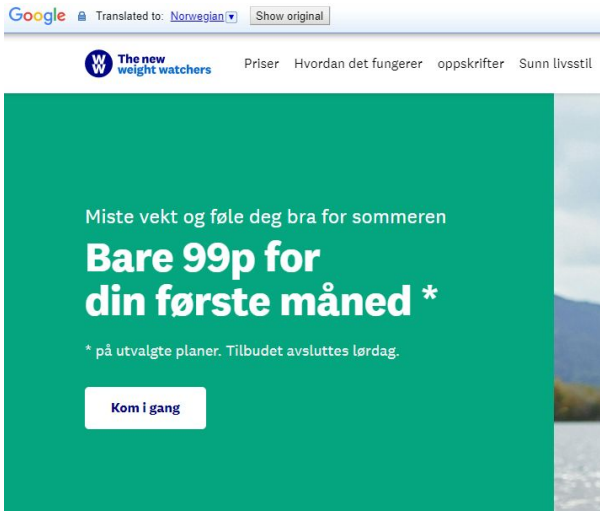 Google Translated to: Norwegian Show original
WW The new
weight watchers
Priser Hvordan det fungerer oppskrifter Sunn livsstil
Miste vekt og føle deg bra for sommeren
Bare 99p for
din første måned *
* på utvalgte planer. Tilbudet avsluttes lørdag.
Kom i gang